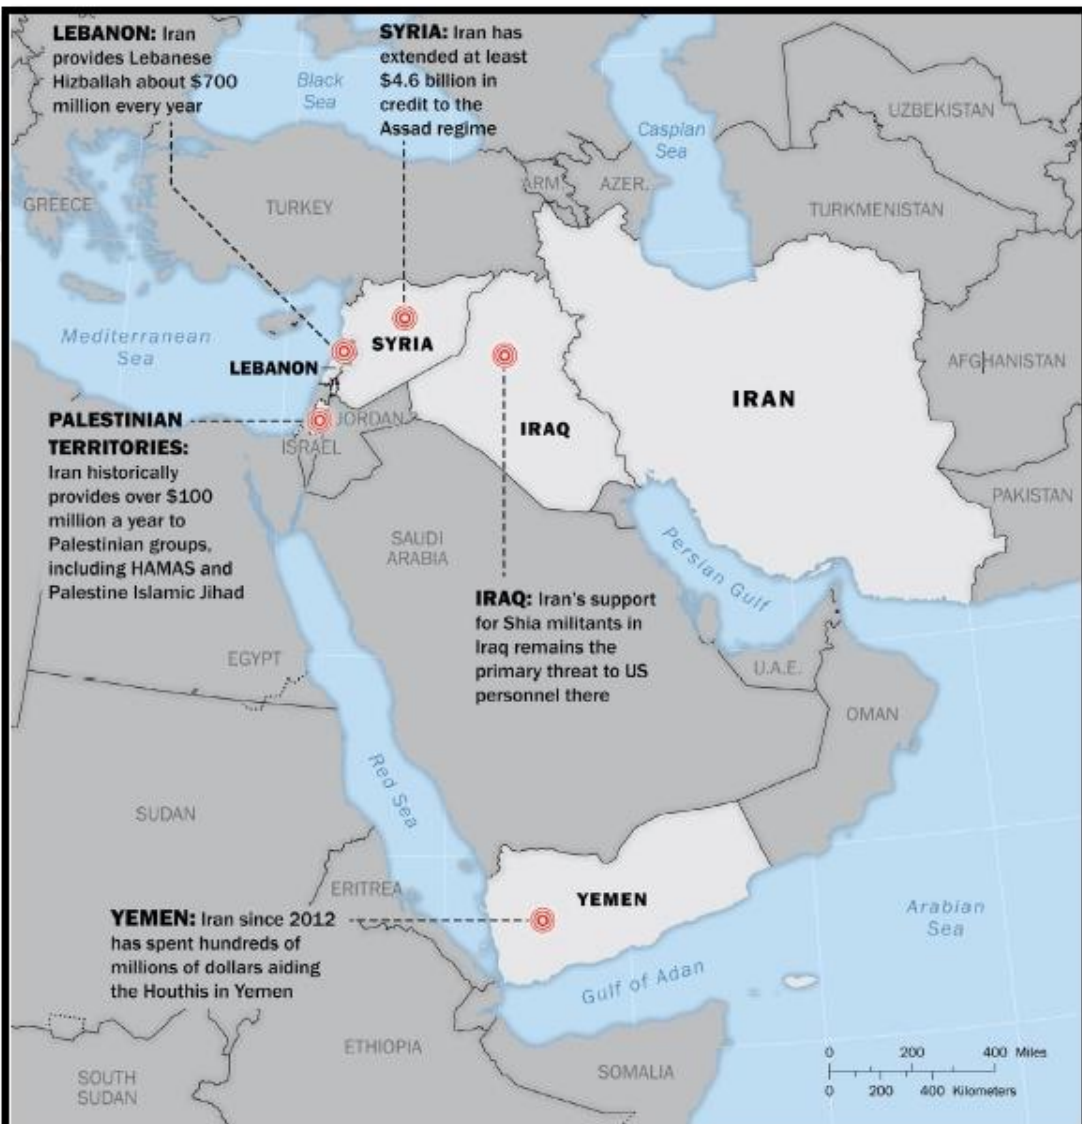 LEBANON: Iran
provides Lebanese
Hizballah about $700
million every year
SYRIA: Iran has
extended at least
$4.6 billion in
credit to the
Assad regime
Black
Sea
Caspian
Sea
UZBEKISTAN
GREECE
TURKEY
ARM.
AZER.
TURKMENISTAN
Mediterranean
Sea
SYRIA
LEBANON
AFGHANISTAN
IRAN
PALESTINIAN
TERRITORIES:
Iran historically
provides over $100
million a year to
Palestinian groups,
including HAMAS and
Palestine Islamic Jihad
JORDAN
ISRAEL
IRAQ
PAKISTAN
SAUDI
ARABIA
Persian Gulf
IRAQ: Iran's support
for Shia militants in
Iraq remains the
primary threat to US
personnel there
EGYPT
U.A.E.
OMAN
Red Sea
SUDAN
ERITREA
YEMEN
YEMEN: Iran since 2012
has spent hundreds of
millions of dollars aiding
the Houthis in Yemen
Arabian
Sea
Gulf of Adan
ETHIOPIA
SOMALIA
SOUTH
SUDAN
0 200 400 Miles
0 200 400 Kilometers